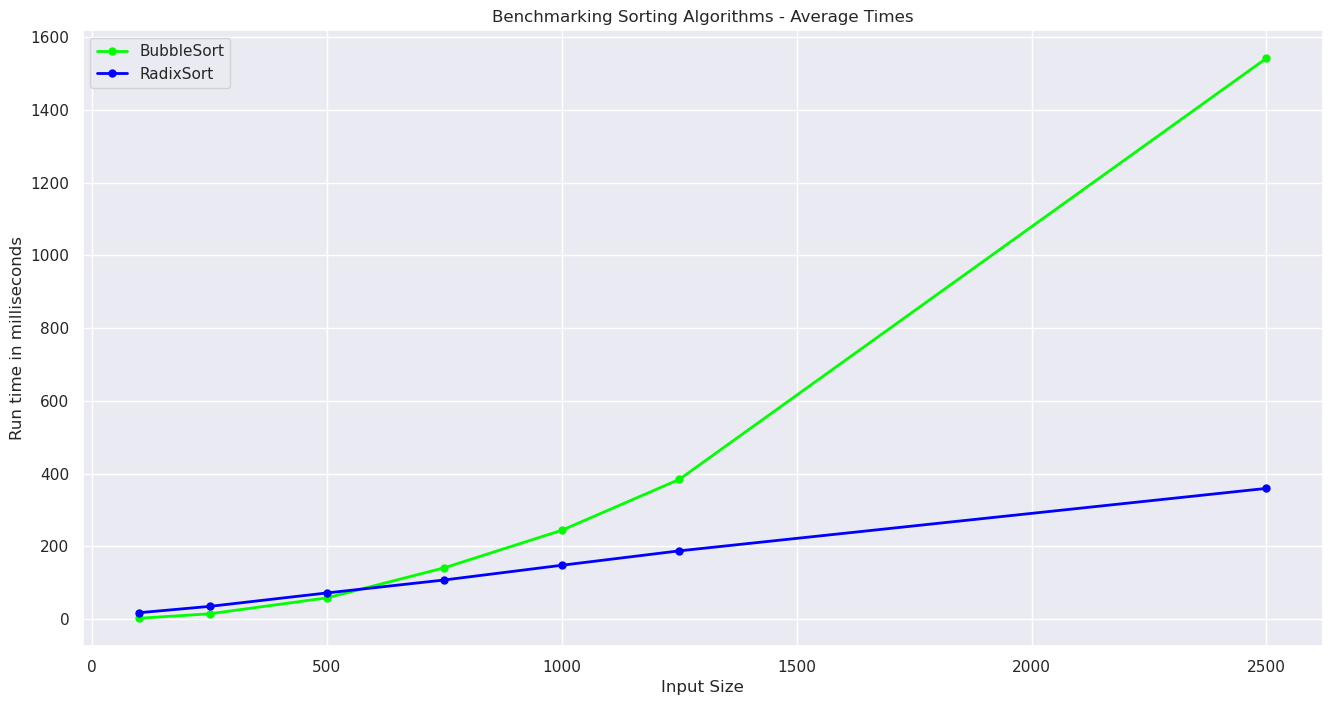 Benchmarking Sorting Algorithms - Average Times
BubbleSort
RadixSort
Run time in milliseconds
1600
1400
1200
1000
800
600
400
200
0
0 500 1000 1500 2000 2500
Input Size